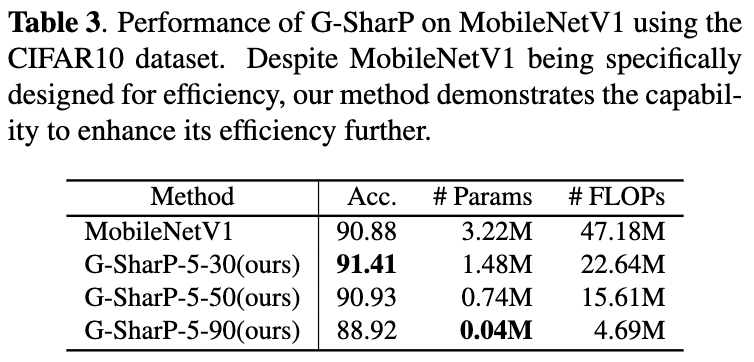 Table 3. Performance of G-SharP on MobileNetV1 using the
CIFAR10 dataset. Despite MobileNetV1 being specifically
designed for efficiency, our method demonstrates the capabil-
ity to enhance its efficiency further.
Method Acc. # Params # FLOPs
MobileNetV1 90.88 3.22M 47.18M
G-SharP-5-30(ours) 91.41 1.48M 22.64M
G-SharP-5-50(ours) 90.93 0.74M 15.61M
G-SharP-5-90(ours) 88.92 0.04M 4.69M